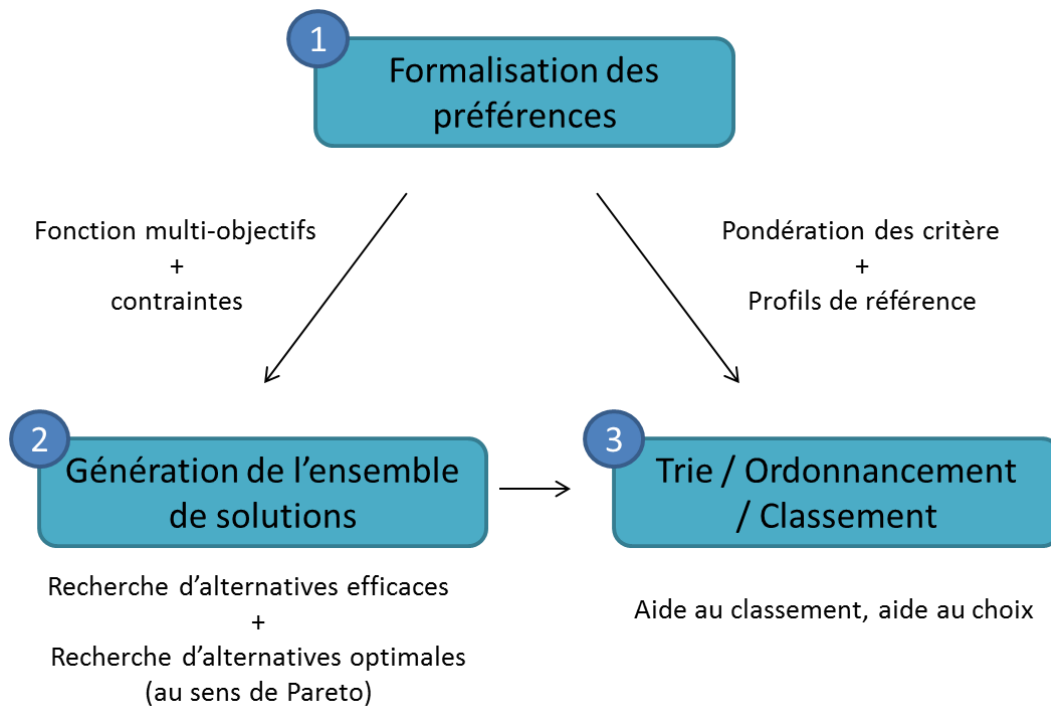 1
Formalisation des
préférences
Fonction multi-objectifs
+
contraintes
Pondération des critère
+
Profils de référence
2
Génération de l'ensemble
de solutions
3
Trie / Ordonnancement
/ Classement
Recherche d'alternatives efficaces
+
Recherche d'alternatives optimales
(au sens de Pareto)
Aide au classement, aide au choix